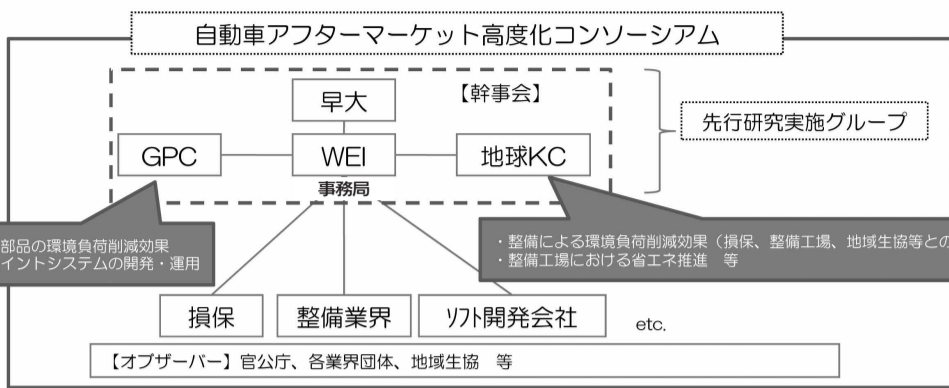 自動車アフターマーケット高度化コンソーシアム
【幹事会】
早大
先行研究実施グループ
GPC
WEI
地球KC
事務局
部品の環境負荷削減効果
イントシステムの開発・運用
・整備による環境負荷削減効果（損保、整備工場、地域生協等との
・整備工場における省エネ推進　等
損保
整備業界
ソフト開発会社
etc.
【オブザーバー】官公庁、各業界団体、地域生協　等